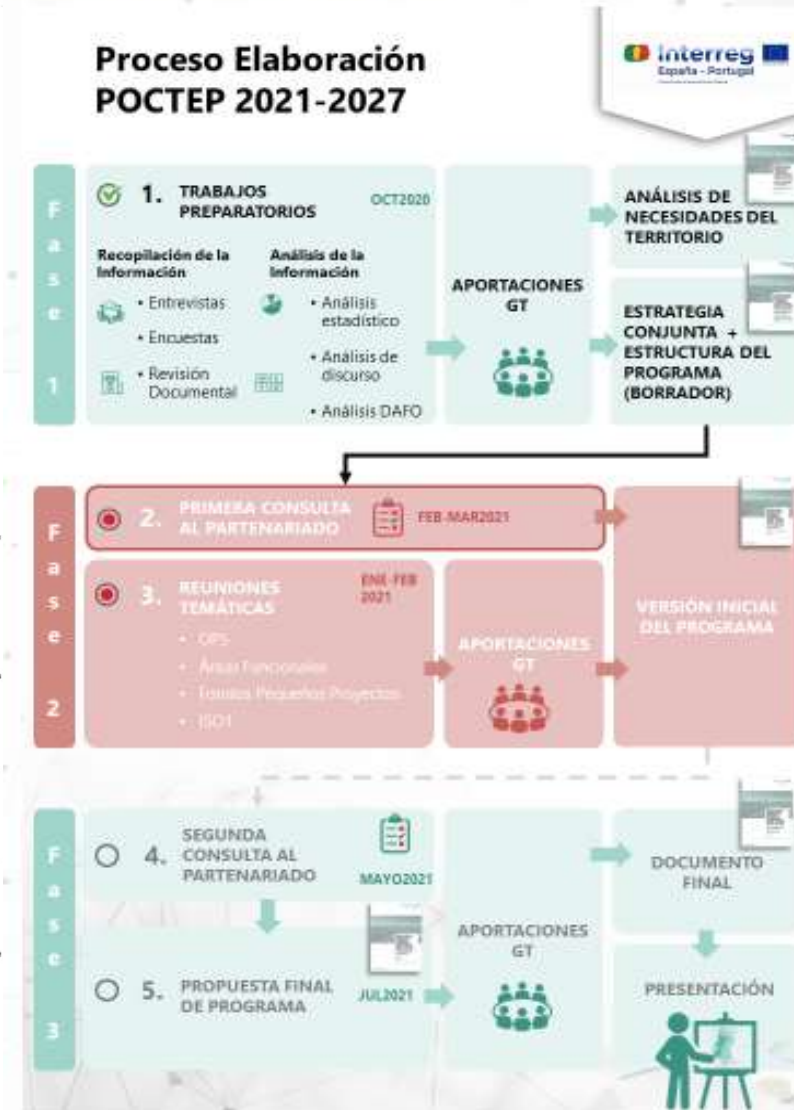 Proceso Elaboración
POCTEP 2021-2027
Interreg
España - Portugal
Fase 1
1. TRABAJOS
PREPARATORIOS
OCT2020
Recopilación de la
Información
• Entrevistas
• Encuestas
• Revisión
Documental
Análisis de la
Información
• Análisis
estadístico
• Análisis de
discurso
• Análisis DAFO
APORTACIONES
GT
ANÁLISIS DE
NECESIDADES DEL
TERRITORIO
ESTRATEGIA
CONJUNTA +
ESTRUCTURA DEL
PROGRAMA
(BORRADOR)
Fase 2
2. PRIMERA CONSULTA
AL PARTENARIADO
FEB-MAR2021
3. REUNIONES
TEMÁTICAS
ENE-FEB
2021
• OPS
• Áreas Funcionales
• Fondos Pequeños Proyectos
• ISO1
APORTACIONES
GT
VERSIÓN INICIAL
DEL PROGRAMA
Fase 3
4. SEGUNDA
CONSULTA AL
PARTENARIADO
MAYO2021
5. PROPUESTA FINAL
DE PROGRAMA
JUL2021
APORTACIONES
GT
DOCUMENTO
FINAL
PRESENTACIÓN